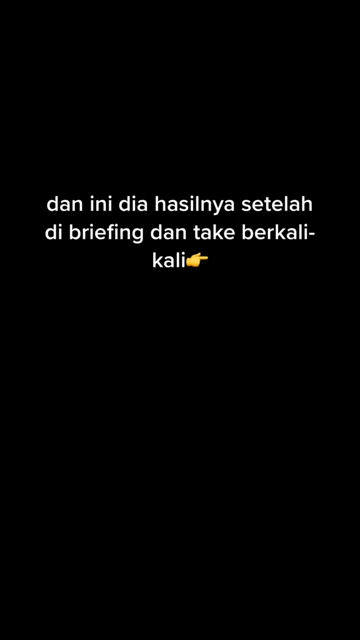 dan ini dia hasilnya setelah
di briefing dan take berkali-
kali👉